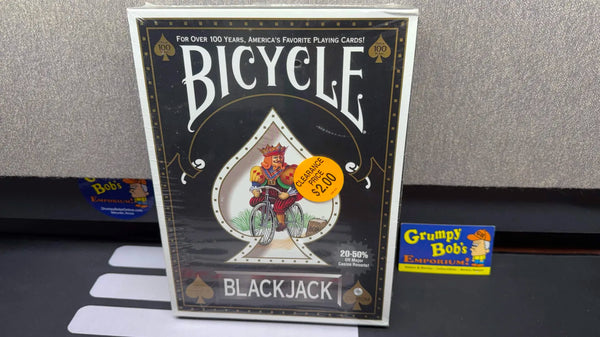 FOR OVER 100 YEARS, AMERICA'S FAVORITE PLAYING CARDS!
100
100
BICYCLE
CLEARANCE
PRICE
$2.00
20-50%
Off Major
Casino Resorts!
BLACKJACK
Grumpy
Bob's
EMPORIUM!
Bob's
EMPORIUM!